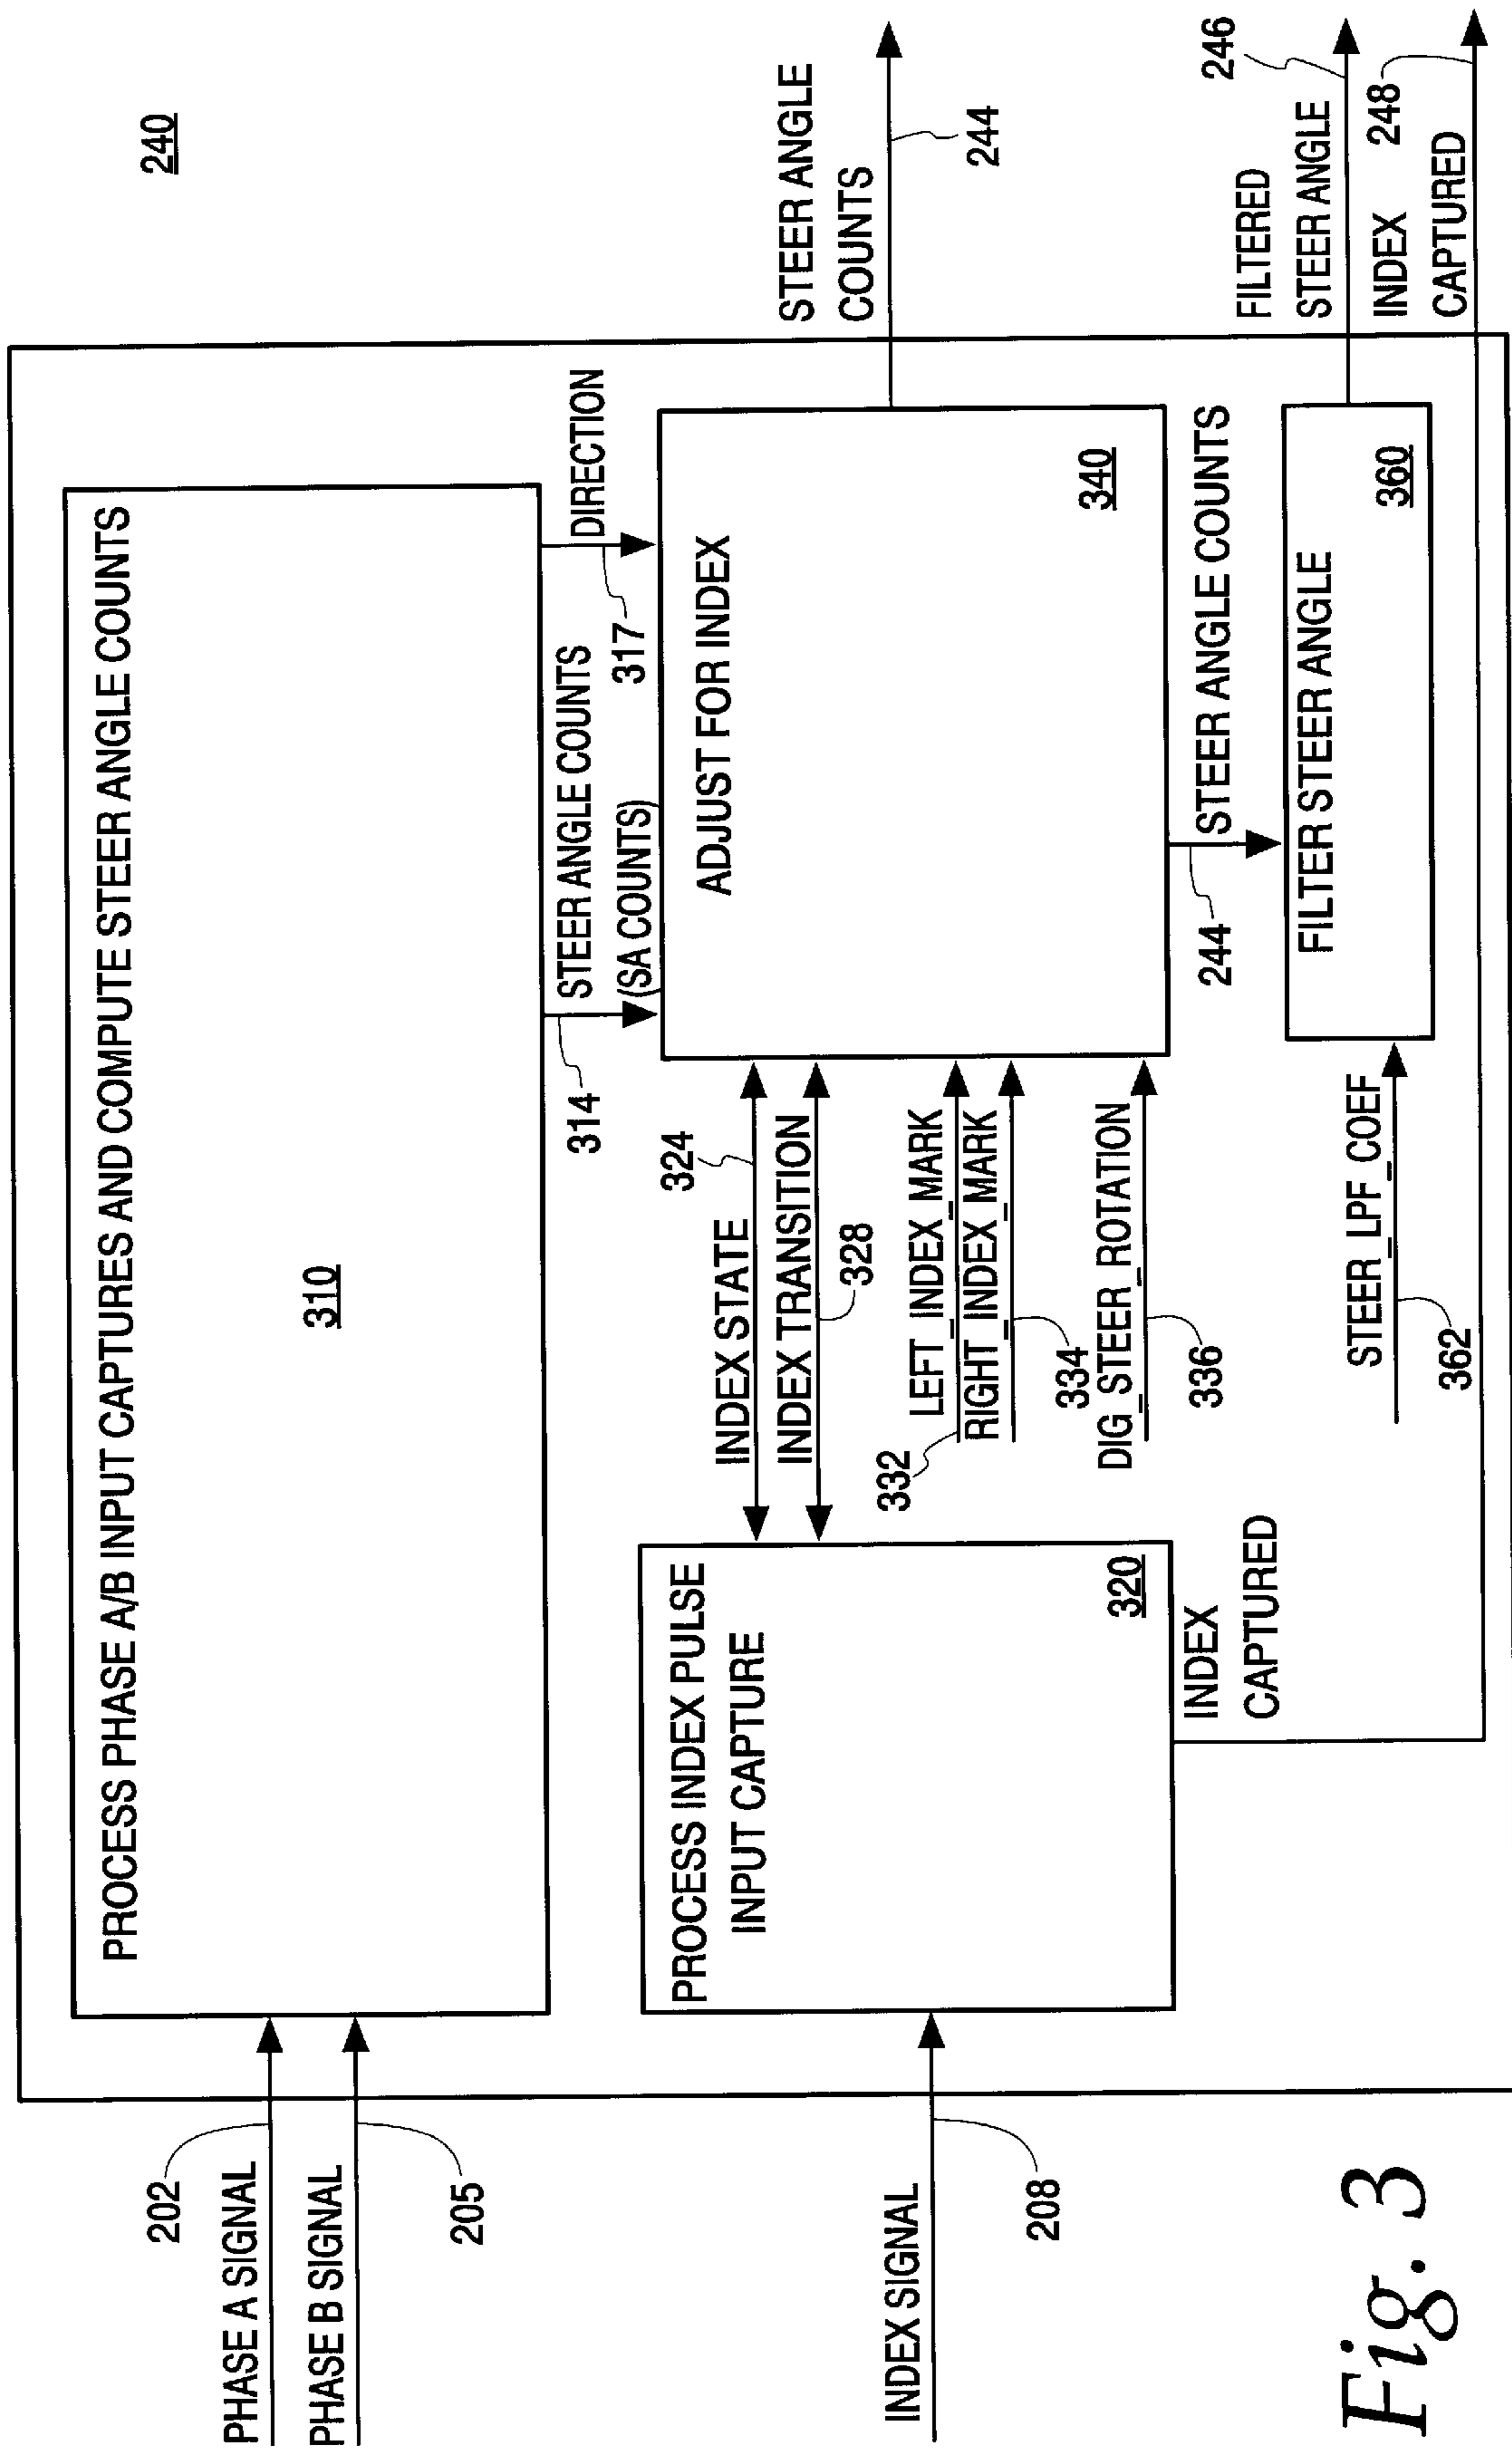 240
PROCESS PHASE A/B INPUT CAPTURES AND COMPUTE STEER ANGLE COUNTS
310
202
PHASE A SIGNAL
PHASE B SIGNAL
205
314
STEER ANGLE COUNTS
(SA COUNTS)
DIRECTION
317
PROCESS INDEX PULSE
INPUT CAPTURE
320
INDEX SIGNAL
208
INDEX STATE
324
INDEX TRANSITION
328
332
LEFT_INDEX_MARK
RIGHT_INDEX_MARK
334
DIG_STEER_ROTATION
336
ADJUST FOR INDEX
340
STEER ANGLE
COUNTS
244
244
STEER ANGLE COUNTS
FILTER STEER ANGLE
360
STEER_LPF_COEF
362
FILTERED
STEER ANGLE
246
INDEX
CAPTURED
INDEX
CAPTURED
248
Fig. 3